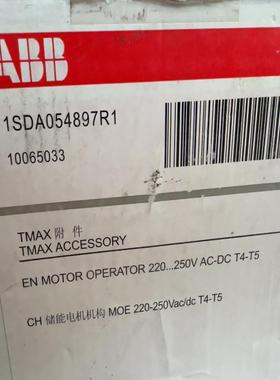 ABB
1SDA054897R1
10065033
TMAX 附 件
TMAX ACCESSORY
EN MOTOR OPERATOR 220...250V AC-DC T4-T5
CH 储能电机机构 MOE 220-250Vac/dc T4-T5